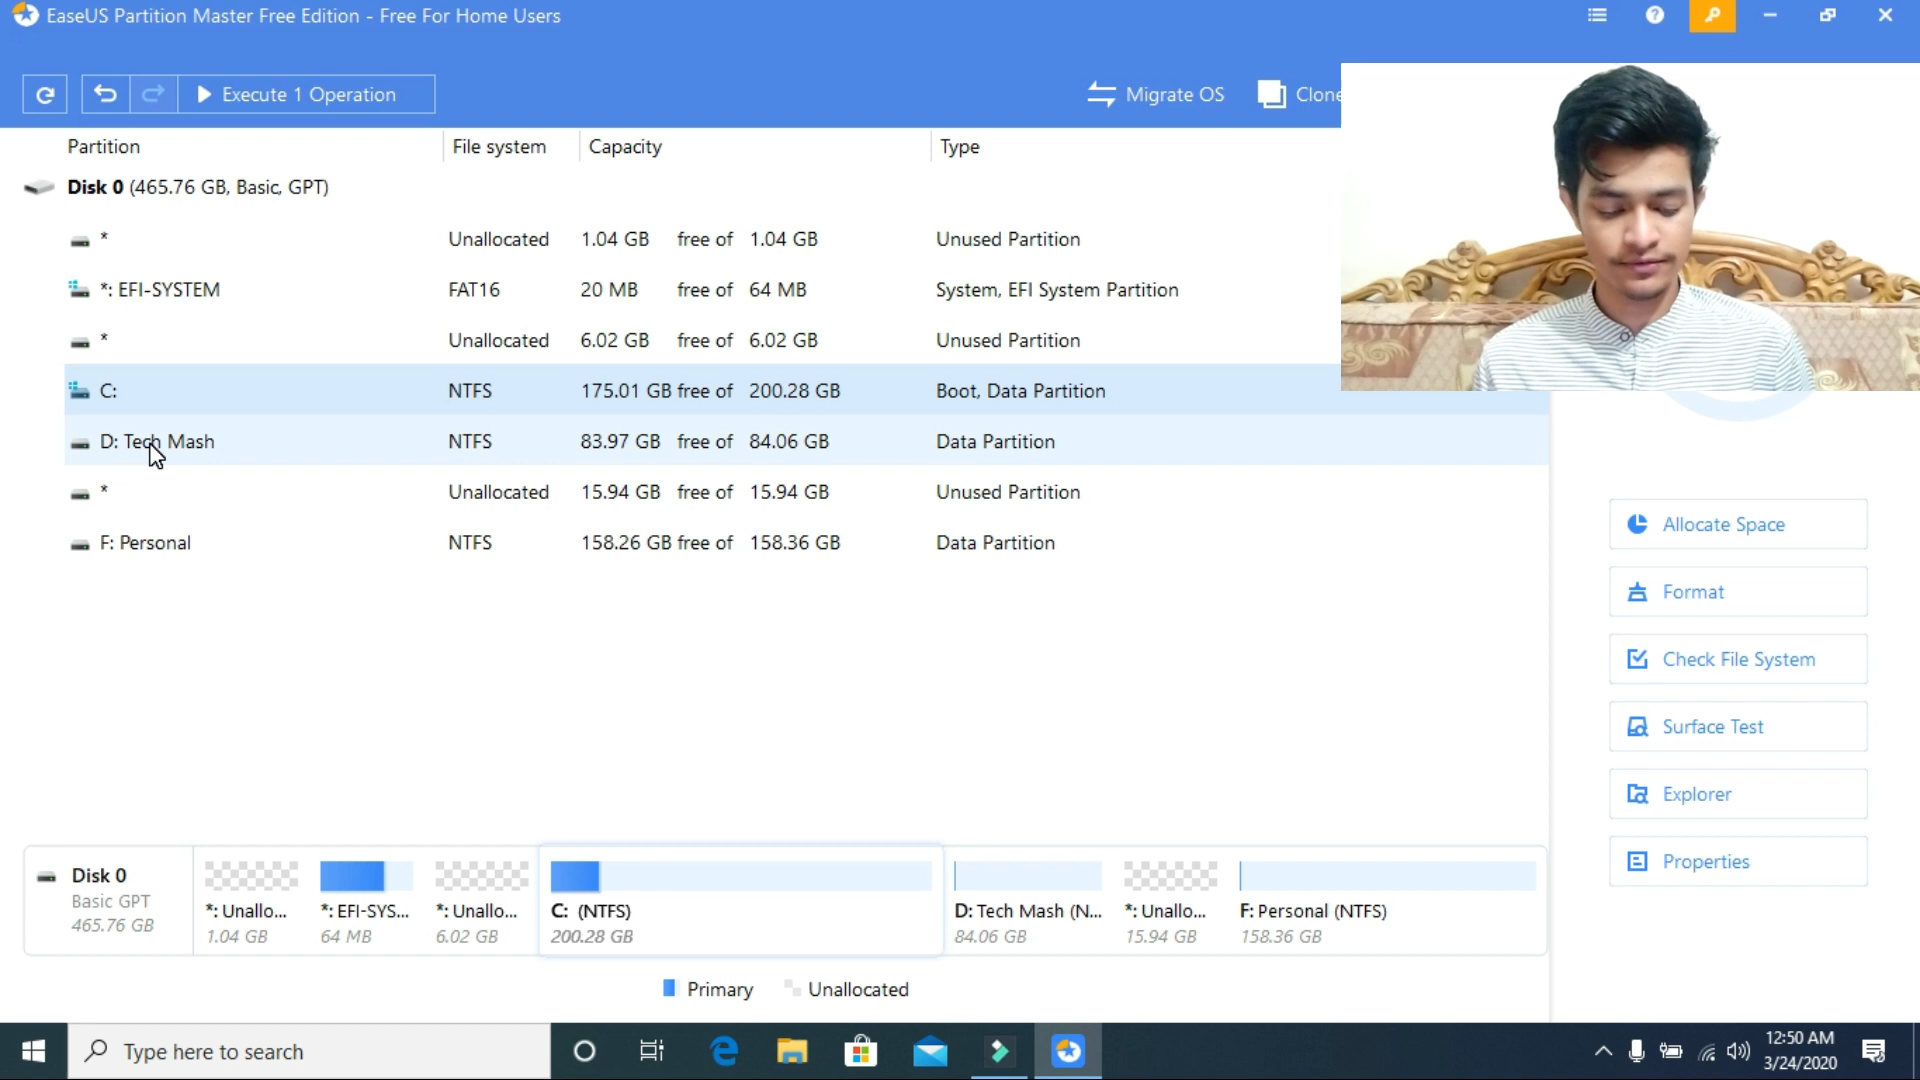 EaseUS Partition Master Free Edition - Free For Home Users
Execute 1 Operation
Migrate OS
Clone
Partition File system Capacity Type
Disk 0 (465.76 GB, Basic, GPT)
* Unallocated 1.04 GB free of 1.04 GB Unused Partition
*: EFI-SYSTEM FAT16 20 MB free of 64 MB System, EFI System Partition
* Unallocated 6.02 GB free of 6.02 GB Unused Partition
C: NTFS 175.01 GB free of 200.28 GB Boot, Data Partition
D: Tech Mash NTFS 83.97 GB free of 84.06 GB Data Partition
* Unallocated 15.94 GB free of 15.94 GB Unused Partition
F: Personal NTFS 158.26 GB free of 158.36 GB Data Partition
Allocate Space
Format
Check File System
Surface Test
Explorer
Properties
Disk 0
Basic GPT
465.76 GB
*: Unallo...
1.04 GB
*: EFI-SYS...
64 MB
*: Unallo...
6.02 GB
C: (NTFS)
200.28 GB
D: Tech Mash (N...
84.06 GB
*: Unallo...
15.94 GB
F: Personal (NTFS)
158.36 GB
Primary Unallocated
Type here to search
12:50 AM
3/24/2020